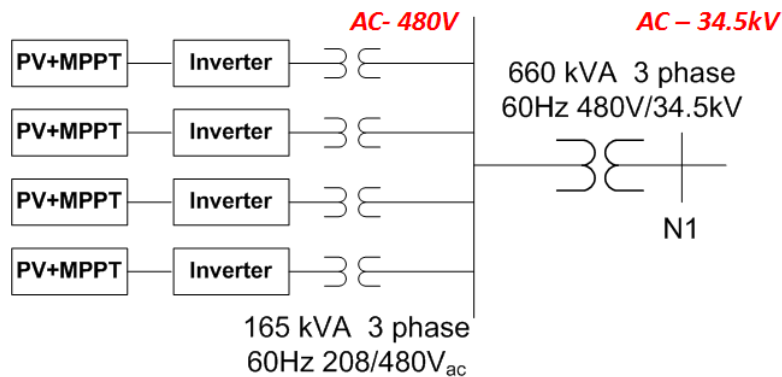 AC- 480V
AC – 34.5kV
PV+MPPT
Inverter
660 kVA 3 phase
60Hz 480V/34.5kV
PV+MPPT
Inverter
PV+MPPT
Inverter
N1
PV+MPPT
Inverter
165 kVA 3 phase
60Hz 208/480Vac